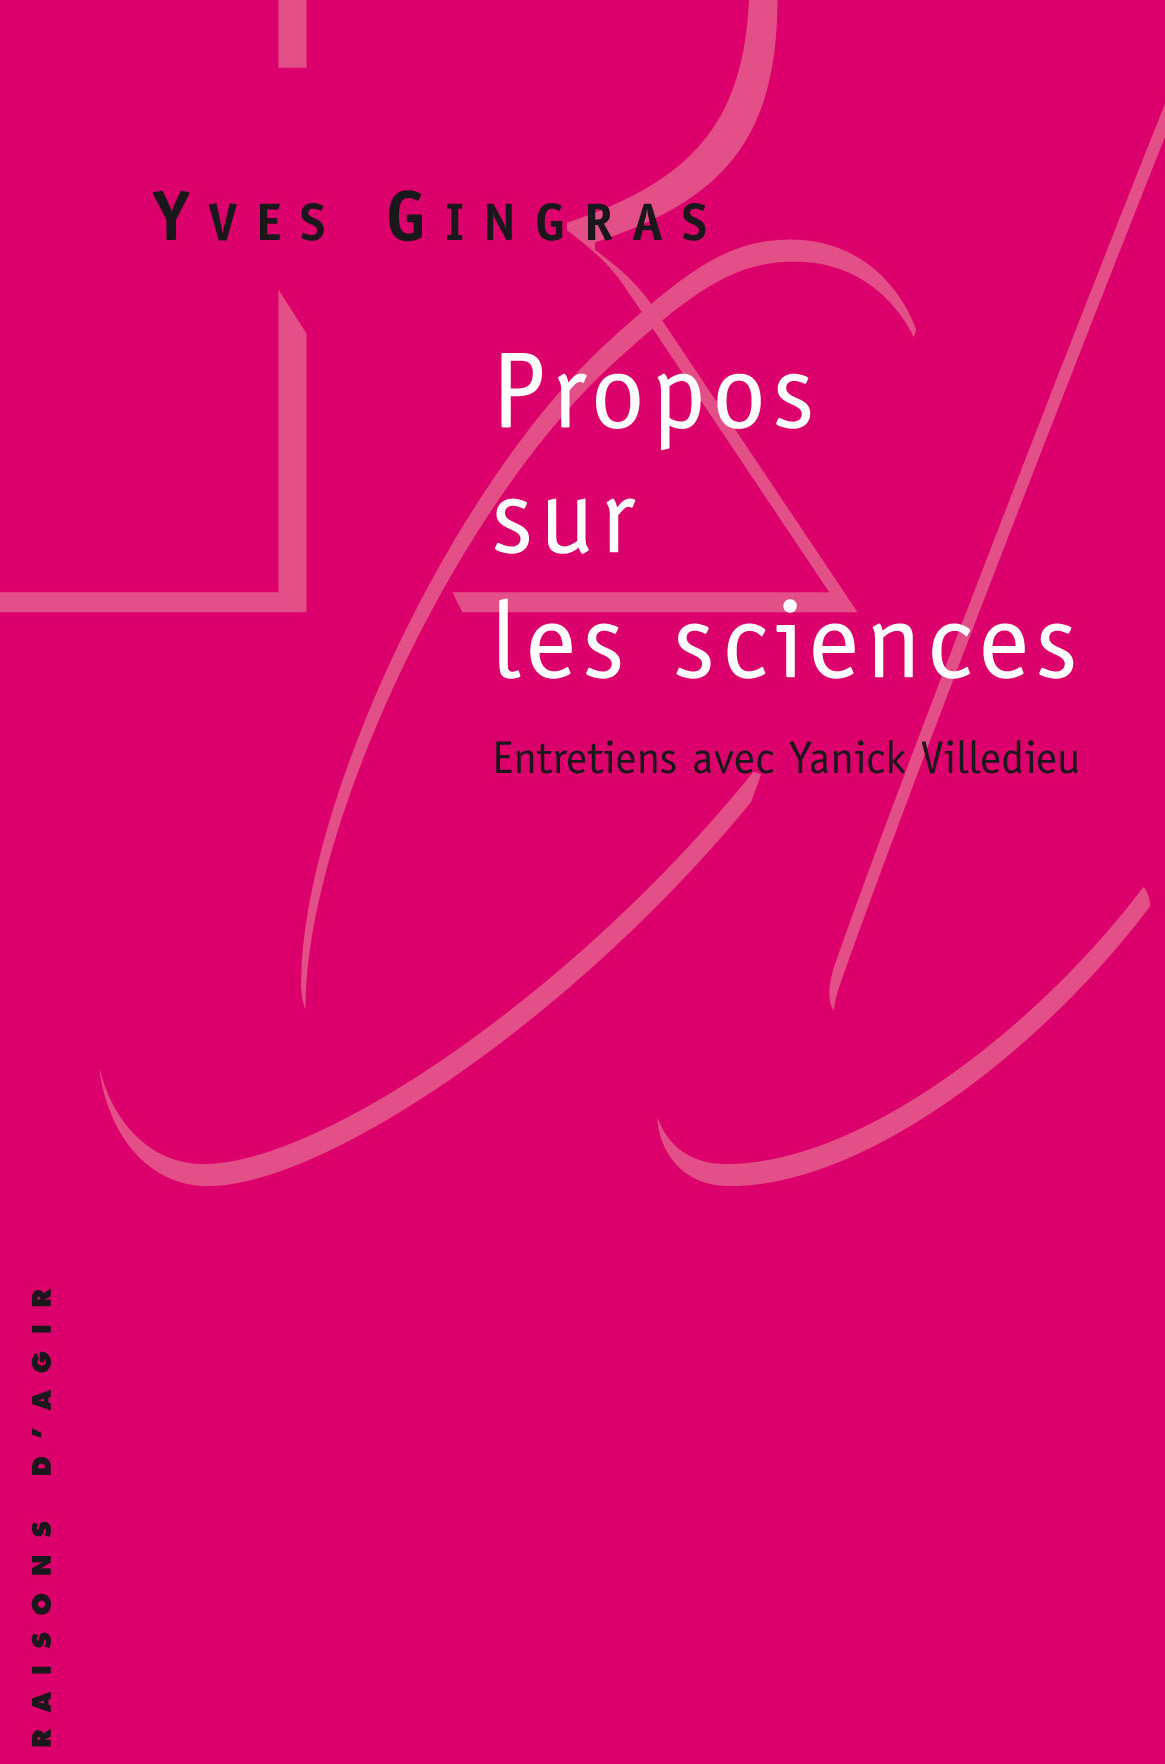 YVES GINGRAS
Propos
sur
les sciences
Entretiens avec Yanick Villedieu
RAISONS D'AGIR